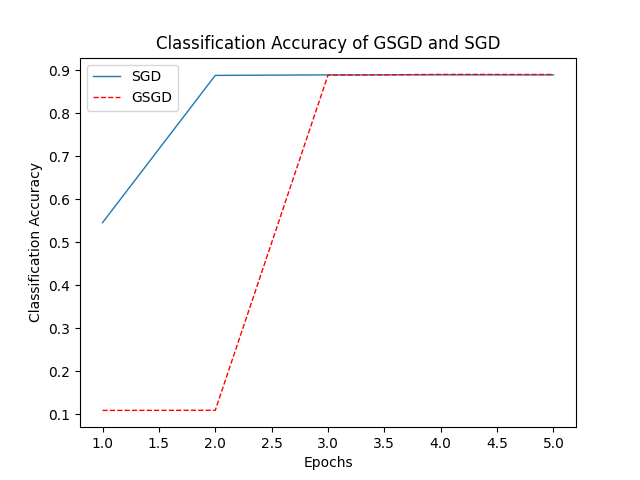 Classification Accuracy of GSGD and SGD
SGD
GSGD
0.9
0.8
0.7
0.6
0.5
0.4
0.3
0.2
0.1
Classification Accuracy
1.0 1.5 2.0 2.5 3.0 3.5 4.0 4.5 5.0
Epochs